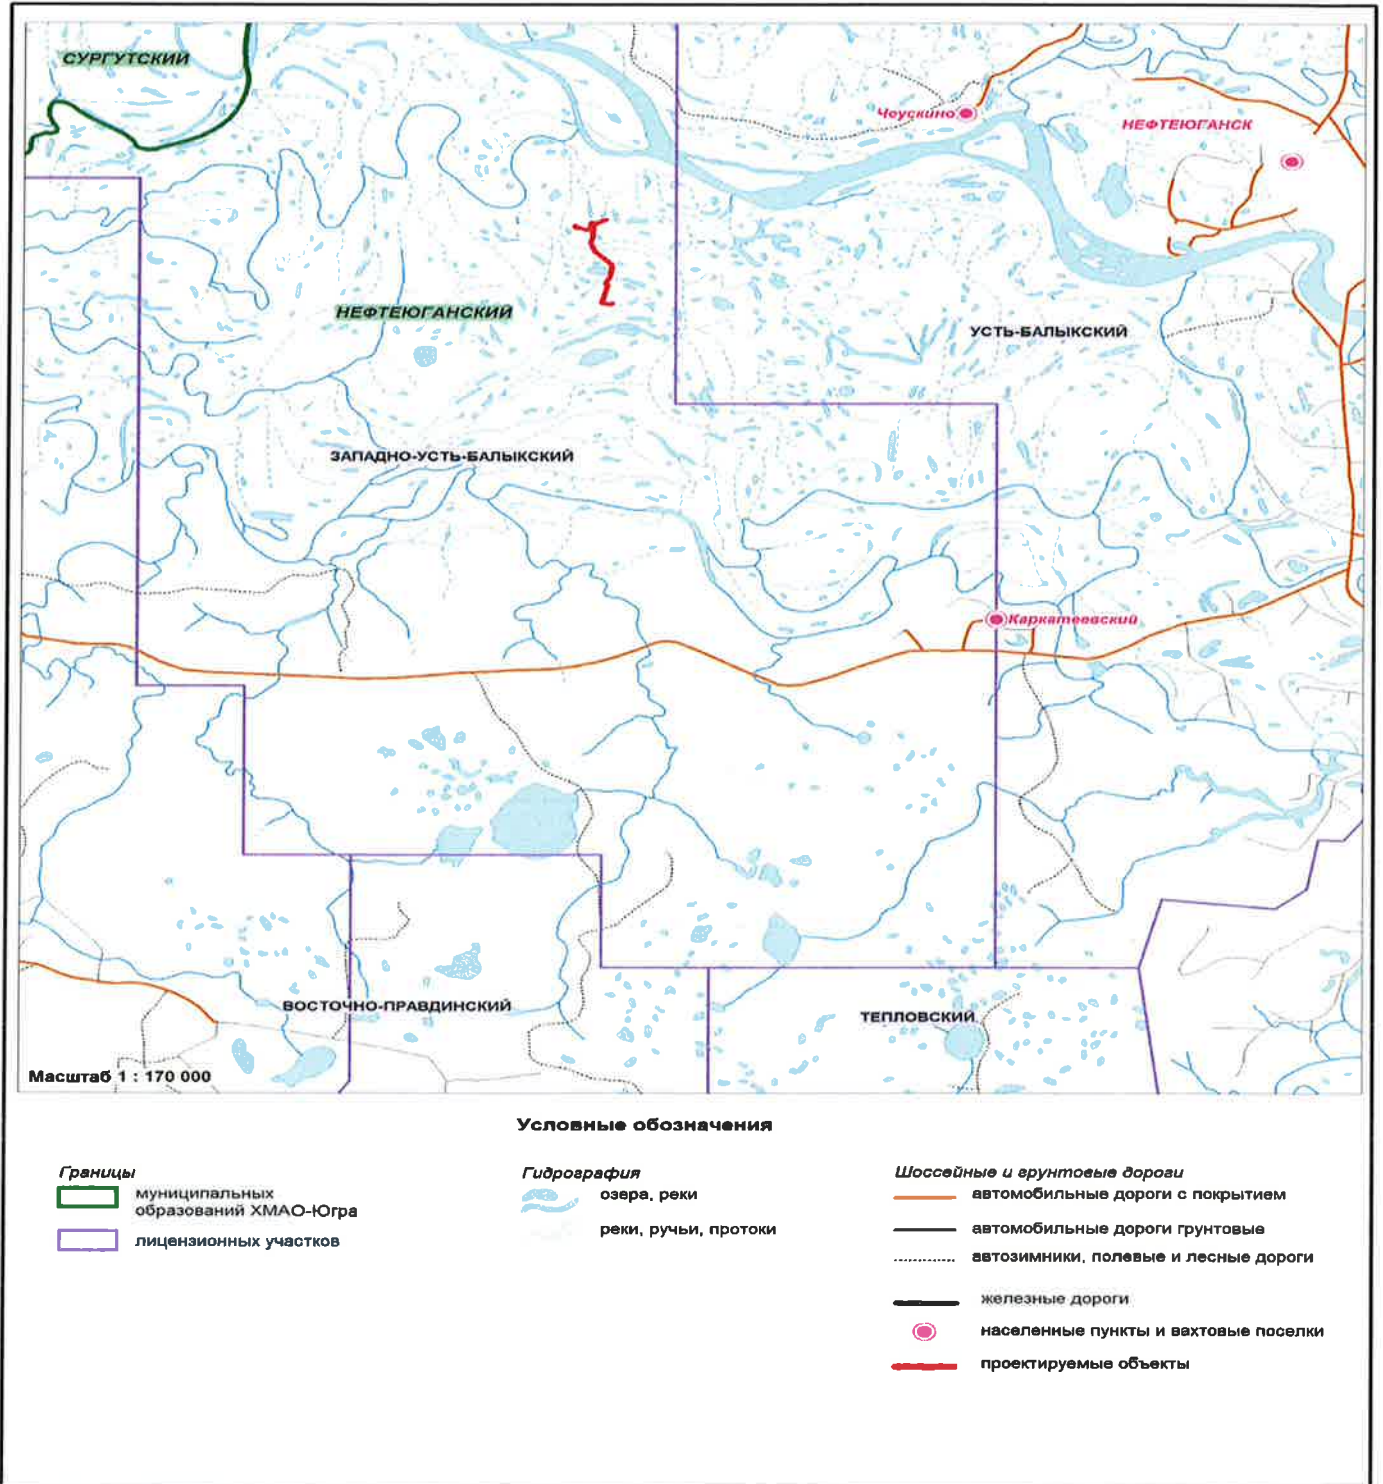 СУРГУТСКИЙ
Чеускино
НЕФТЕЮГАНСК
НЕФТЕЮГАНСКИЙ
УСТЬ-БАЛЫКСКИЙ
ЗАПАДНО-УСТЬ-БАЛЫКСКИЙ
Каркатеевский
ВОСТОЧНО-ПРАВДИНСКИЙ
ТЕПЛОВСКИЙ
Масштаб 1 : 170 000
Условные обозначения
Границы
муниципальных
образований ХМАО-Югра
лицензионных участков
Гидрография
озера, реки
реки, ручьи, протоки
Шоссейные и грунтовые дороги
автомобильные дороги с покрытием
автомобильные дороги грунтовые
автозимники, полевые и лесные дороги
железные дороги
населенные пункты и вахтовые поселки
проектируемые объекты